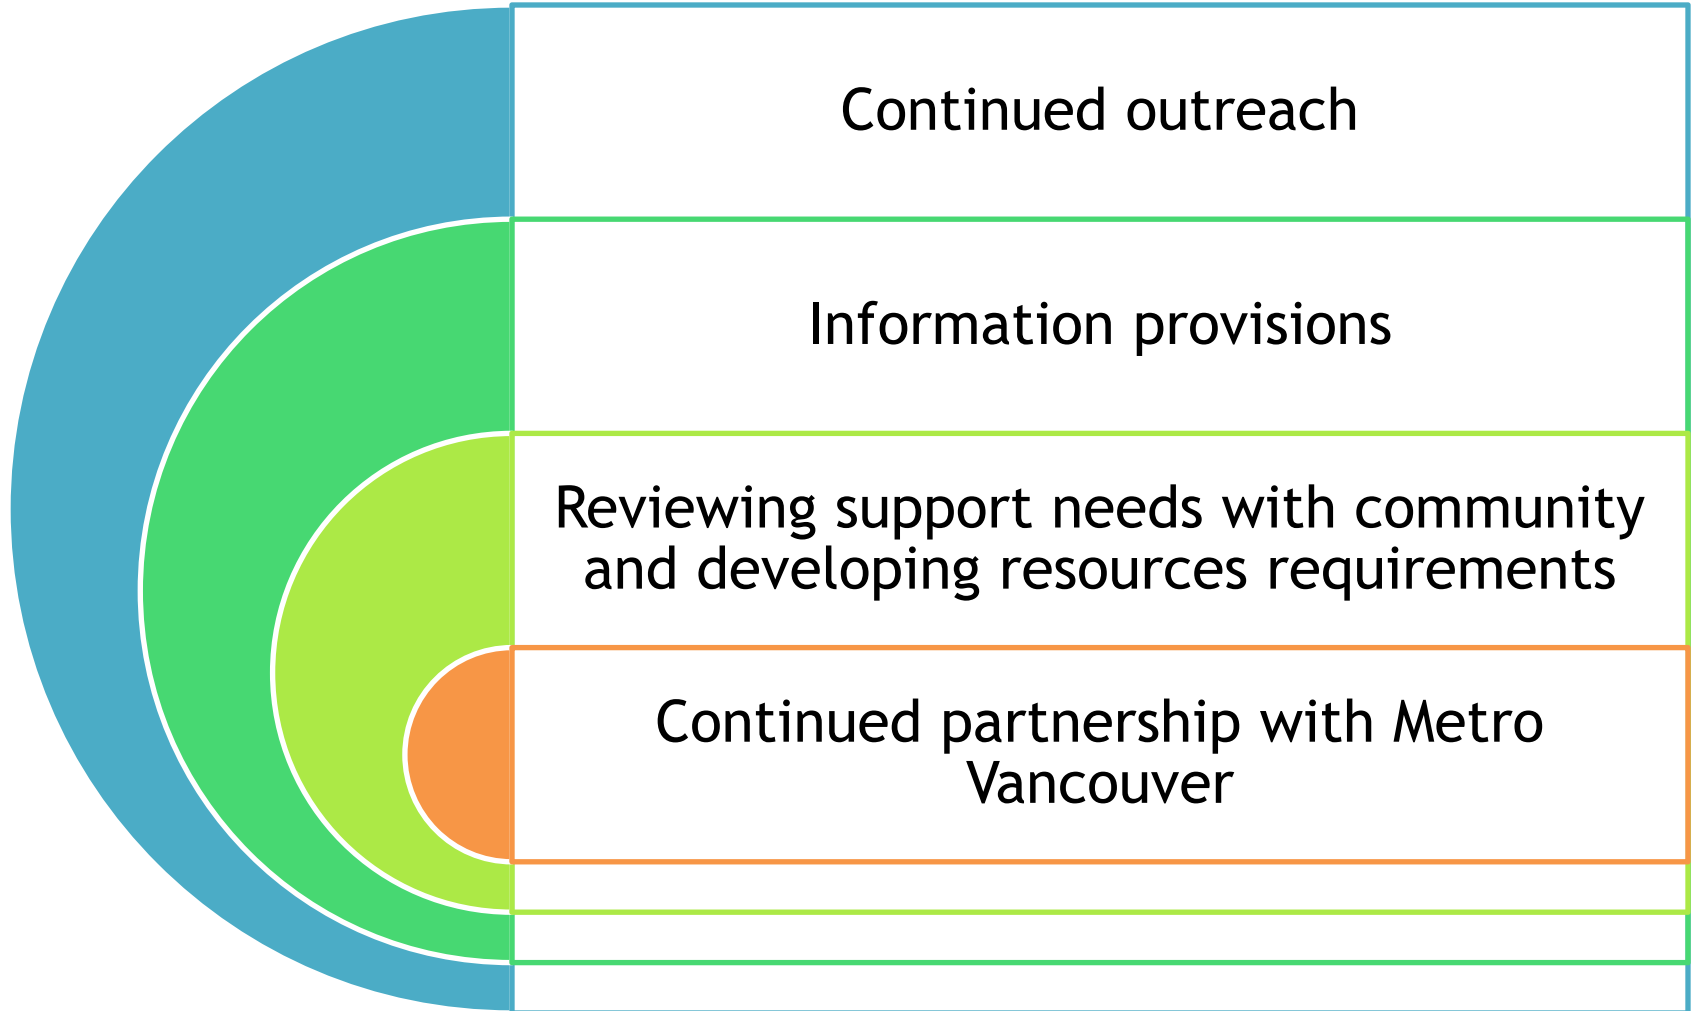 Continued outreach
Information provisions
Reviewing support needs with community
and developing resources requirements
Continued partnership with Metro
Vancouver